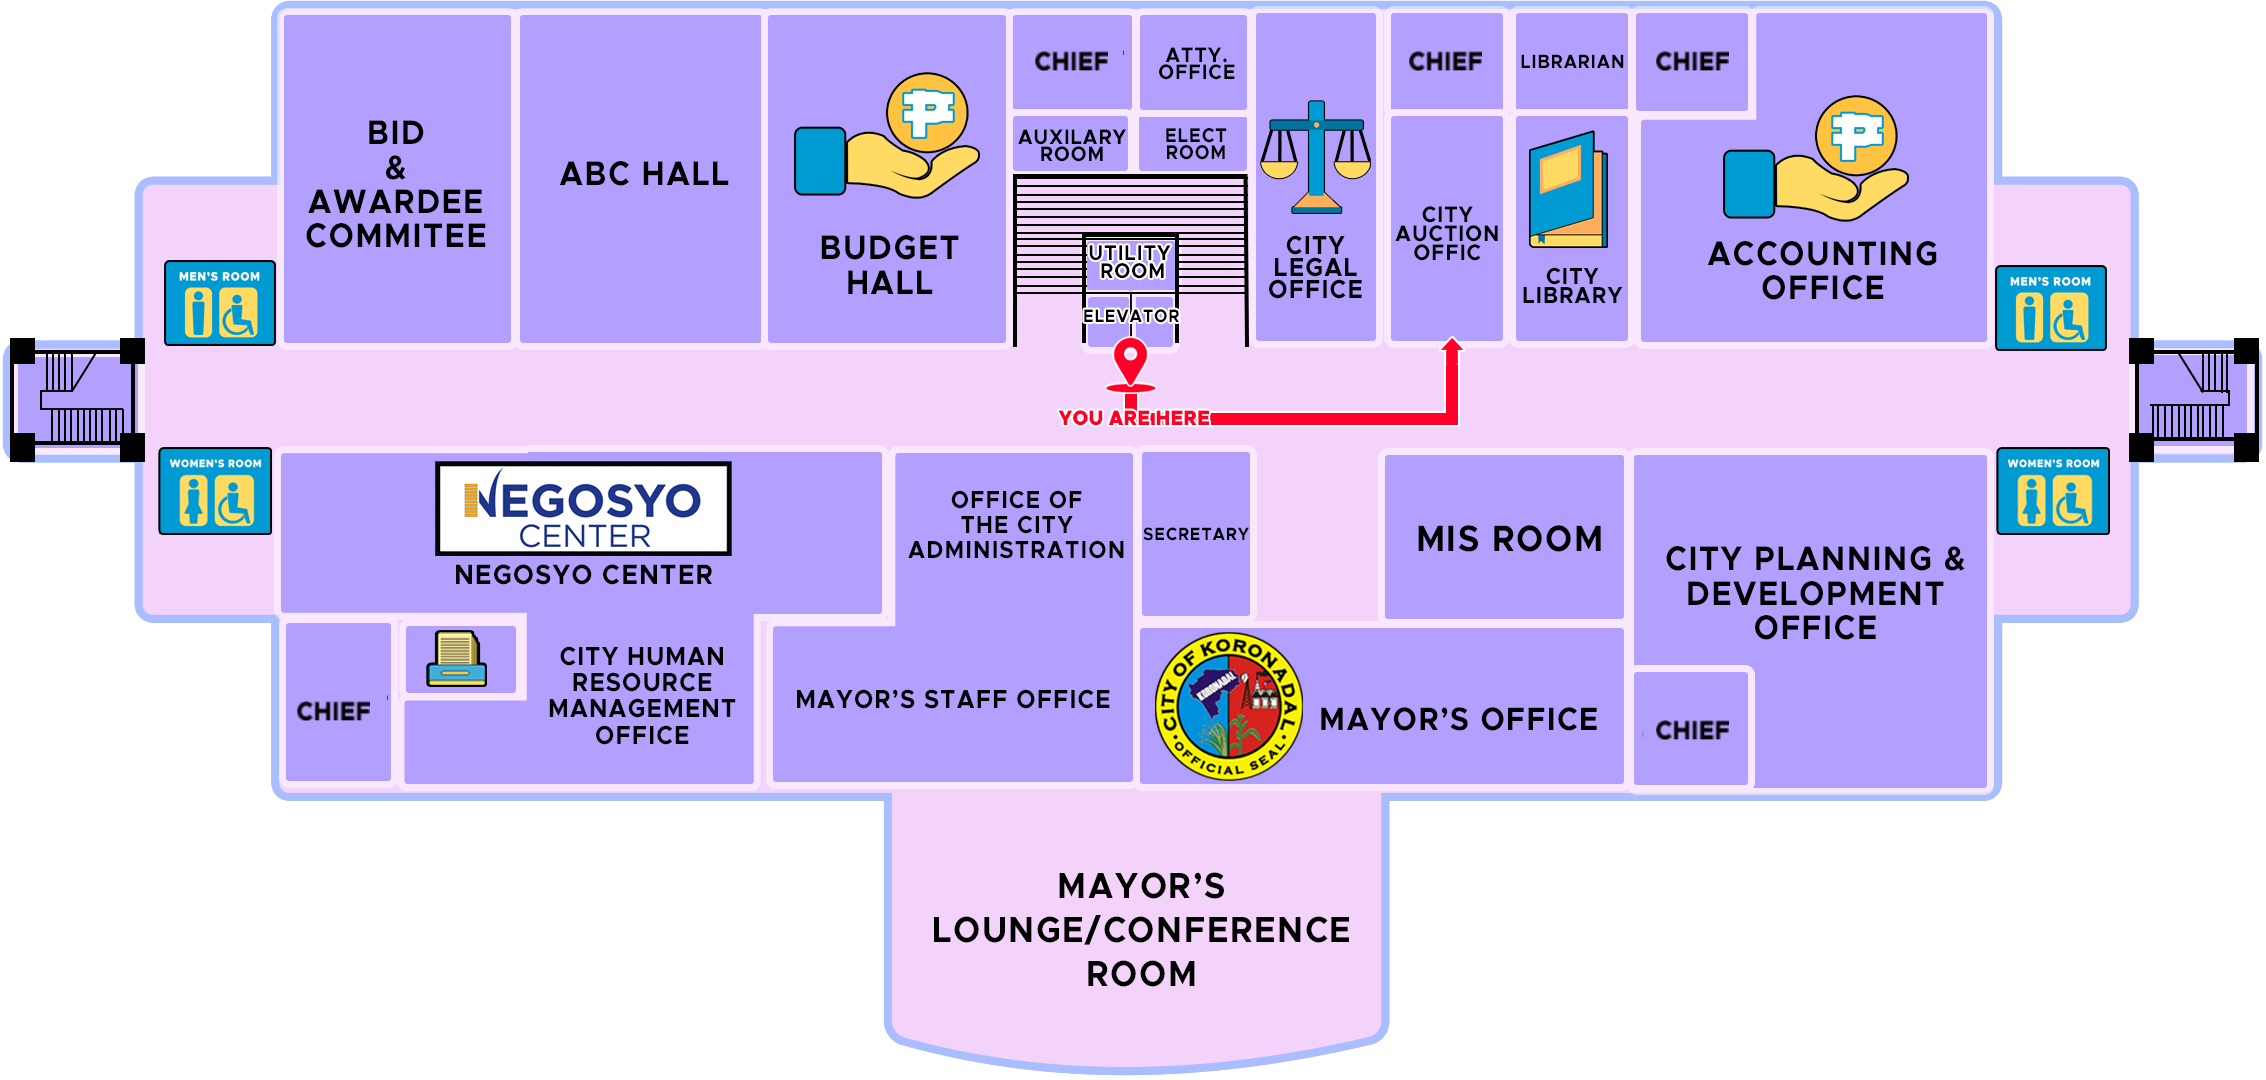 BID
&
AWARDEE
COMMITEE
ABC HALL
BUDGET
HALL
CHIEF
ATTY.
OFFICE
AUXILARY
ROOM
ELECT
ROOM
UTILITY
ROOM
ELEVATOR
CITY
LEGAL
OFFICE
CHIEF
CITY
AUCTION
OFFIC
LIBRARIAN
CITY
LIBRARY
CHIEF
ACCOUNTING
OFFICE
MEN'S ROOM
MEN'S ROOM
YOU ARE HERE
WOMEN'S ROOM
WOMEN'S ROOM
NEGOSYO
CENTER
NEGOSYO CENTER
OFFICE OF
THE CITY
ADMINISTRATION
SECRETARY
MIS ROOM
CITY PLANNING &
DEVELOPMENT
OFFICE
CHIEF
CITY HUMAN
RESOURCE
MANAGEMENT
OFFICE
MAYOR'S STAFF OFFICE
CITY OF KORONADAL
KORONADAL
OFFICIAL SEAL
MAYOR'S OFFICE
CHIEF
MAYOR'S
LOUNGE/CONFERENCE
ROOM